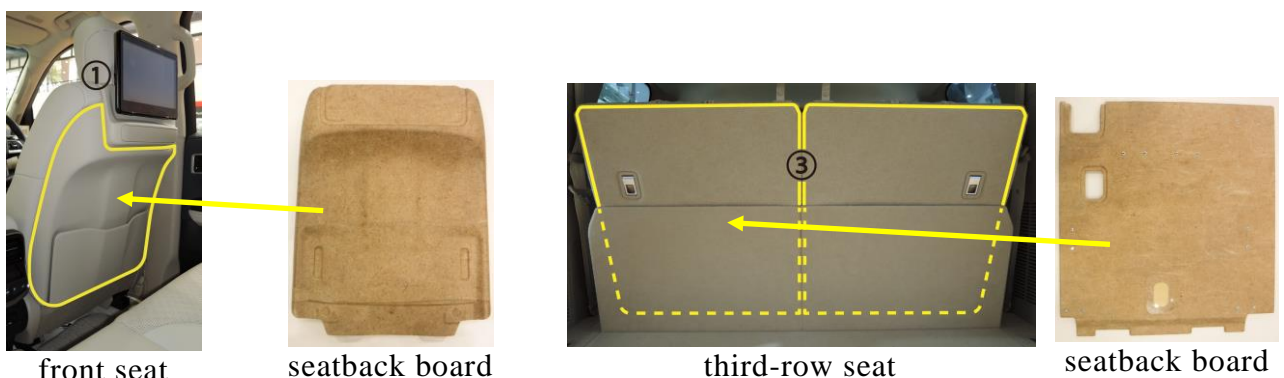 ①
③
front seat
seatback board
third-row seat
seatback board